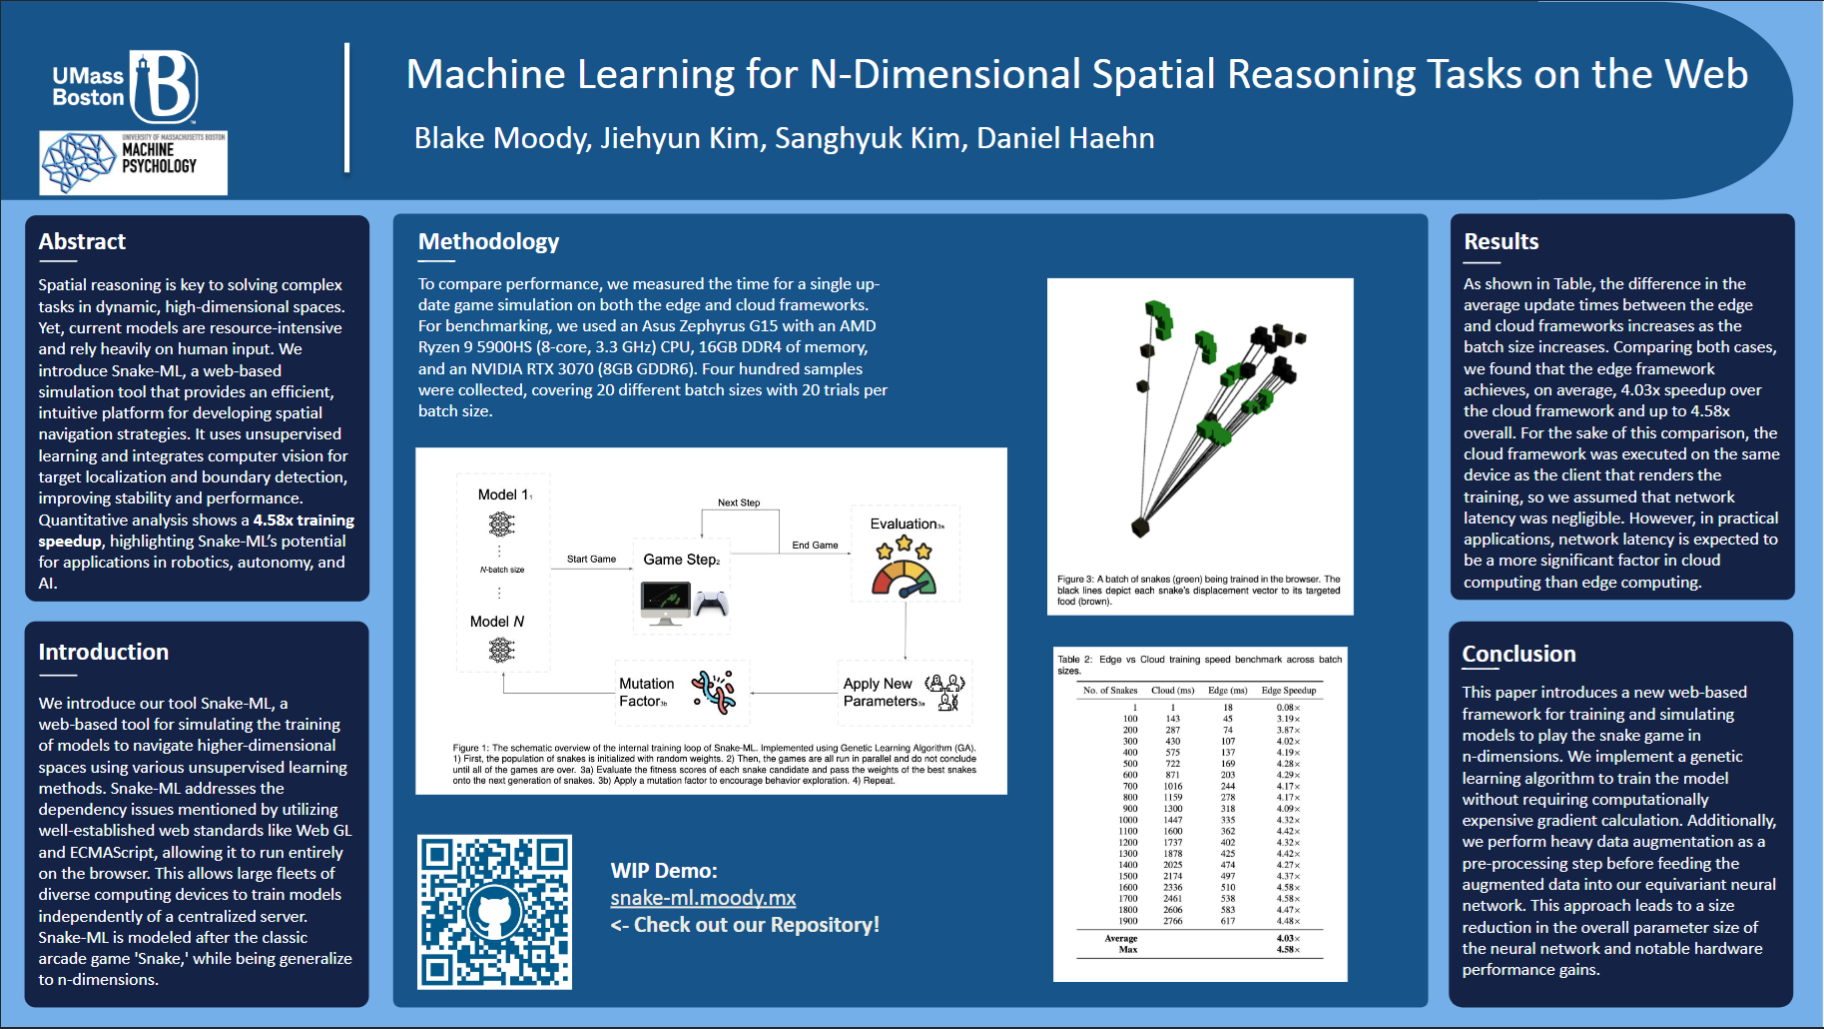 UMass
Boston
UNIVERSITY OF MASSACHUSETTS BOSTON
MACHINE
PSYCHOLOGY
Machine Learning for N-Dimensional Spatial Reasoning Tasks on the Web
Blake Moody, Jiehyun Kim, Sanghyuk Kim, Daniel Haehn
Abstract
Spatial reasoning is key to solving complex
tasks in dynamic, high-dimensional spaces.
Yet, current models are resource-intensive
and rely heavily on human input. We
introduce Snake-ML, a web-based
simulation tool that provides an efficient,
intuitive platform for developing spatial
navigation strategies. It uses unsupervised
learning and integrates computer vision for
target localization and boundary detection,
improving stability and performance.
Quantitative analysis shows a 4.58x training
speedup, highlighting Snake-ML's potential
for applications in robotics, autonomy, and
AI.
Introduction
We introduce our tool Snake-ML, a
web-based tool for simulating the training
of models to navigate higher-dimensional
spaces using various unsupervised learning
methods. Snake-ML addresses the
dependency issues mentioned by utilizing
well-established web standards like Web GL
and ECMAScript, allowing it to run entirely
on the browser. This allows large fleets of
diverse computing devices to train models
independently of a centralized server.
Snake-ML is modeled after the classic
arcade game 'Snake,' while being generalize
to n-dimensions.
Methodology
To compare performance, we measured the time for a single up-
date game simulation on both the edge and cloud frameworks.
For benchmarking, we used an Asus Zephyrus G15 with an AMD
Ryzen 9 5900HS (8-core, 3.3 GHz) CPU, 16GB DDR4 of memory,
and an NVIDIA RTX 3070 (8GB GDDR6). Four hundred samples
were collected, covering 20 different batch sizes with 20 trials per
batch size.
Model 1₁
N-batch size
Model N
Start Game
Next Step
Game Step₂
End Game
Evaluation₃ₐ
Mutation
Factor₃b
Apply New
Parameters₃ₐ
Figure 1: The schematic overview of the internal training loop of Snake-ML. Implemented using Genetic Learning Algorithm (GA).
1) First, the population of snakes is initialized with random weights. 2) Then, the games are all run in parallel and do not conclude
until all of the games are over. 3a) Evaluate the fitness scores of each snake candidate and pass the weights of the best snakes
onto the next generation of snakes. 3b) Apply a mutation factor to encourage behavior exploration. 4) Repeat.
WIP Demo:
snake-ml.moody.mx
<- Check out our Repository!
Figure 3: A batch of snakes (green) being trained in the browser. The
black lines depict each snake's displacement vector to its targeted
food (brown).
Table 2: Edge vs Cloud training speed benchmark across batch
sizes.
No. of Snakes Cloud (ms) Edge (ms) Edge Speedup
1 1 18 0.08×
100 143 45 3.19×
200 287 74 3.87×
300 430 107 4.02×
400 575 137 4.19×
500 722 169 4.28×
600 871 203 4.29×
700 1016 244 4.17×
800 1159 278 4.17×
900 1300 318 4.09×
1000 1447 335 4.32×
1100 1600 362 4.42×
1200 1737 402 4.32×
1300 1878 425 4.42×
1400 2025 474 4.27×
1500 2174 497 4.37×
1600 2336 510 4.58×
1700 2461 538 4.58×
1800 2606 583 4.47×
1900 2766 617 4.48×
Average 4.03×
Max 4.58×
Results
As shown in Table, the difference in the
average update times between the edge
and cloud frameworks increases as the
batch size increases. Comparing both cases,
we found that the edge framework
achieves, on average, 4.03x speedup over
the cloud framework and up to 4.58x
overall. For the sake of this comparison, the
cloud framework was executed on the same
device as the client that renders the
training, so we assumed that network
latency was negligible. However, in practical
applications, network latency is expected to
be a more significant factor in cloud
computing than edge computing.
Conclusion
This paper introduces a new web-based
framework for training and simulating
models to play the snake game in
n-dimensions. We implement a genetic
learning algorithm to train the model
without requiring computationally
expensive gradient calculation. Additionally,
we perform heavy data augmentation as a
pre-processing step before feeding the
augmented data into our equivariant neural
network. This approach leads to a size
reduction in the overall parameter size of
the neural network and notable hardware
performance gains.